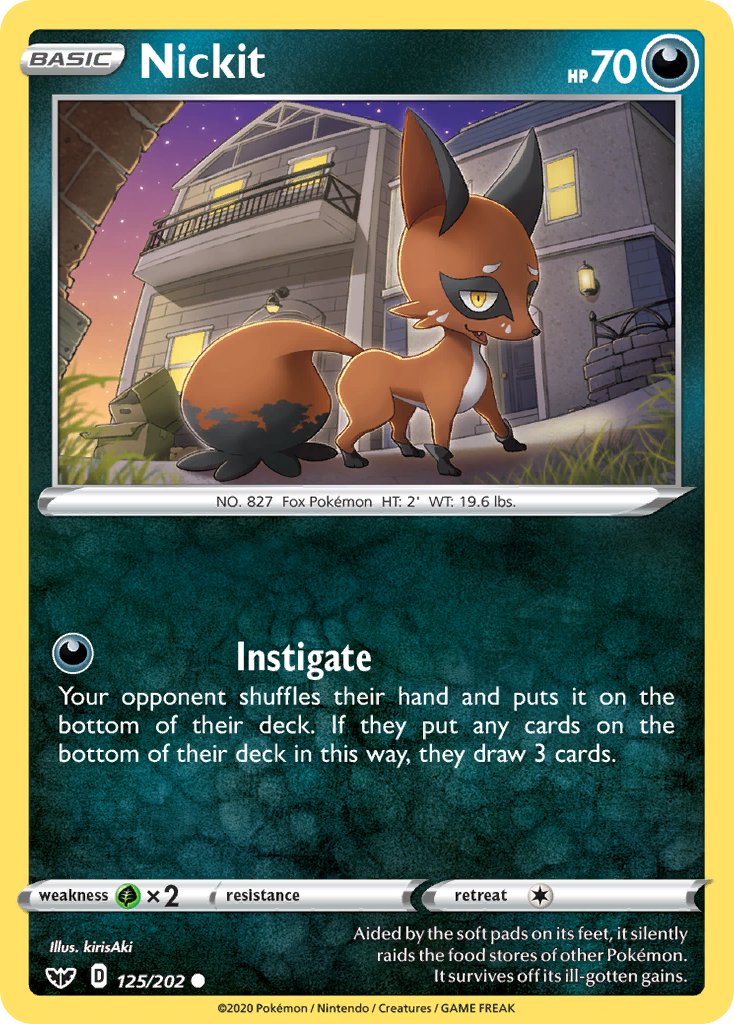 BASIC Nickit HP 70
NO. 827 Fox Pokémon HT: 2' WT: 19.6 lbs.
Instigate
Your opponent shuffles their hand and puts it on the
bottom of their deck. If they put any cards on the
bottom of their deck in this way, they draw 3 cards.
weakness ×2 resistance retreat
Illus. kirisAki
Aided by the soft pads on its feet, it silently
raids the food stores of other Pokémon.
It survives off its ill-gotten gains.
D 125/202
©2020 Pokémon / Nintendo / Creatures / GAME FREAK